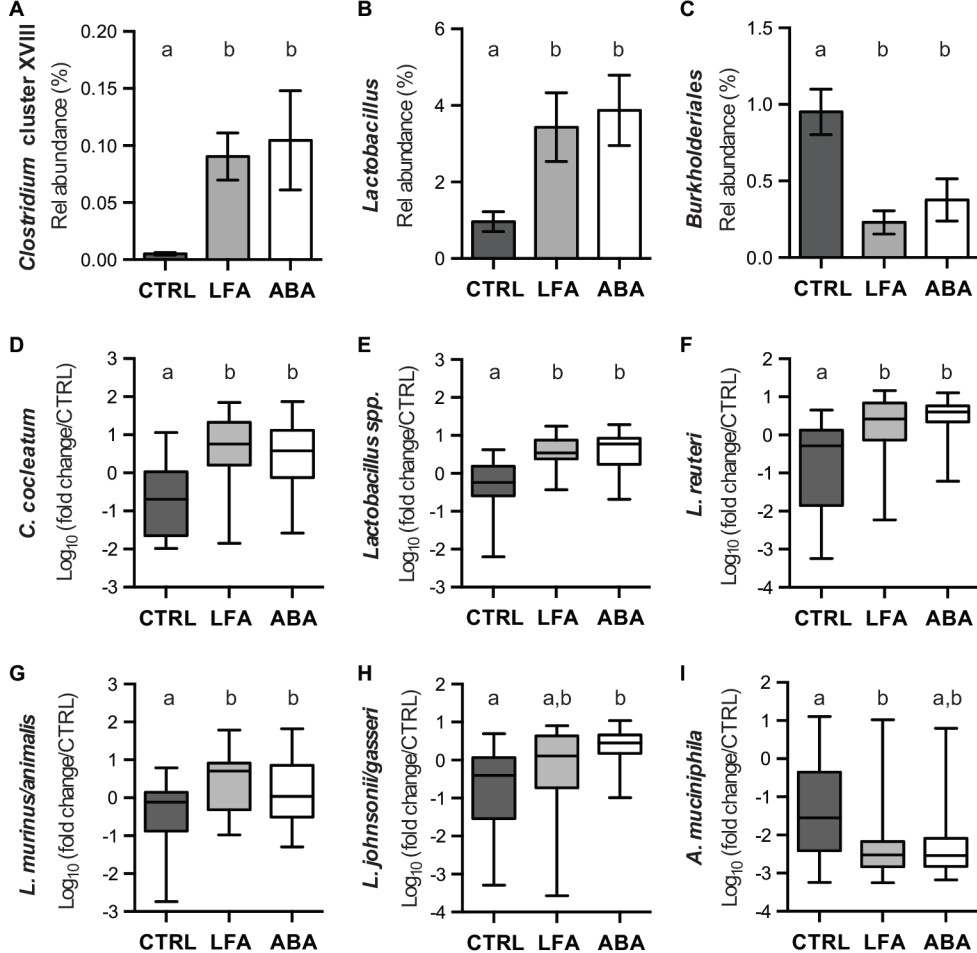 A
Clostridium cluster XVIII
Rel abundance (%)
0.20
0.15
0.10
0.05
0.00
a
b
b
CTRL LFA ABA
B
Lactobacillus
Rel abundance (%)
6
4
2
0
a
b
b
CTRL LFA ABA
C
Burkholderiales
Rel abundance (%)
1.5
1.0
0.5
0.0
a
b
b
CTRL LFA ABA
D
C. cocleatum
Log10 (fold change/CTRL)
3
2
1
0
-1
-2
-3
a
b
b
CTRL LFA ABA
E
Lactobacillus spp.
Log10 (fold change/CTRL)
3
2
1
0
-1
-2
-3
a
b
b
CTRL LFA ABA
F
L. reuteri
Log10 (fold change/CTRL)
2
1
0
-1
-2
-3
-4
a
b
b
CTRL LFA ABA
G
L. murinus/animalis
Log10 (fold change/CTRL)
3
2
1
0
-1
-2
-3
a
b
b
CTRL LFA ABA
H
L. johnsonii/gasseri
Log10 (fold change/CTRL)
2
1
0
-1
-2
-3
-4
a
a,b
b
CTRL LFA ABA
I
A. muciniphila
Log10 (fold change/CTRL)
2
1
0
-1
-2
-3
-4
a
b
a,b
CTRL LFA ABA